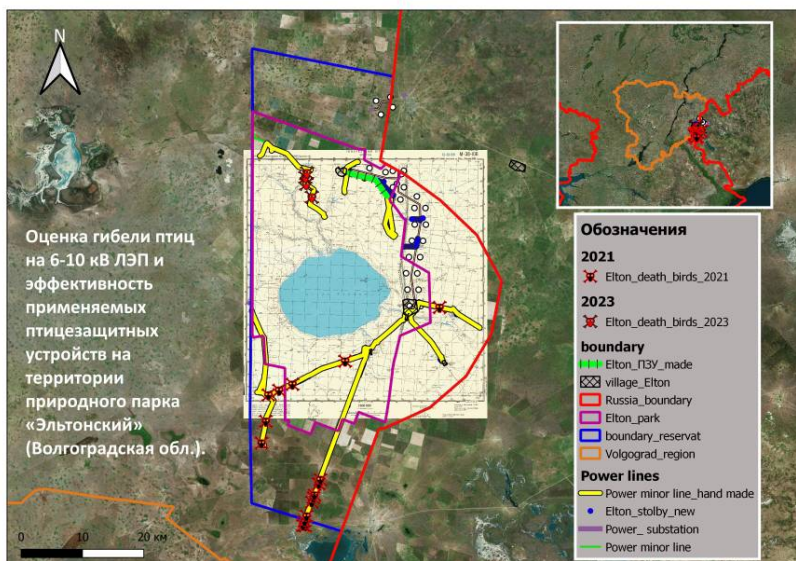 N
Оценка гибели птиц
на 6-10 кВ ЛЭП и
эффективность
применяемых
птицезащитных
устройств на
территории
природного парка
«Эльтонский»
(Волгоградская обл.).
0 10 20 км
Обозначения
2021
Elton_death_birds_2021
2023
Elton_death_birds_2023
boundary
Elton_ПЗУ_made
village_Elton
Russia_boundary
Elton_park
boundary_reservat
Volgograd_region
Power lines
Power minor line_hand made
Elton_stolby_new
Power_ substation
Power minor line